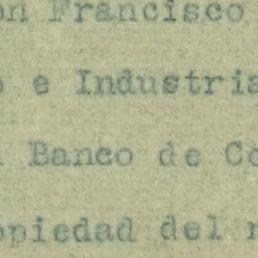 on Francisco
o e Industria
Banco de Co
opiedad del